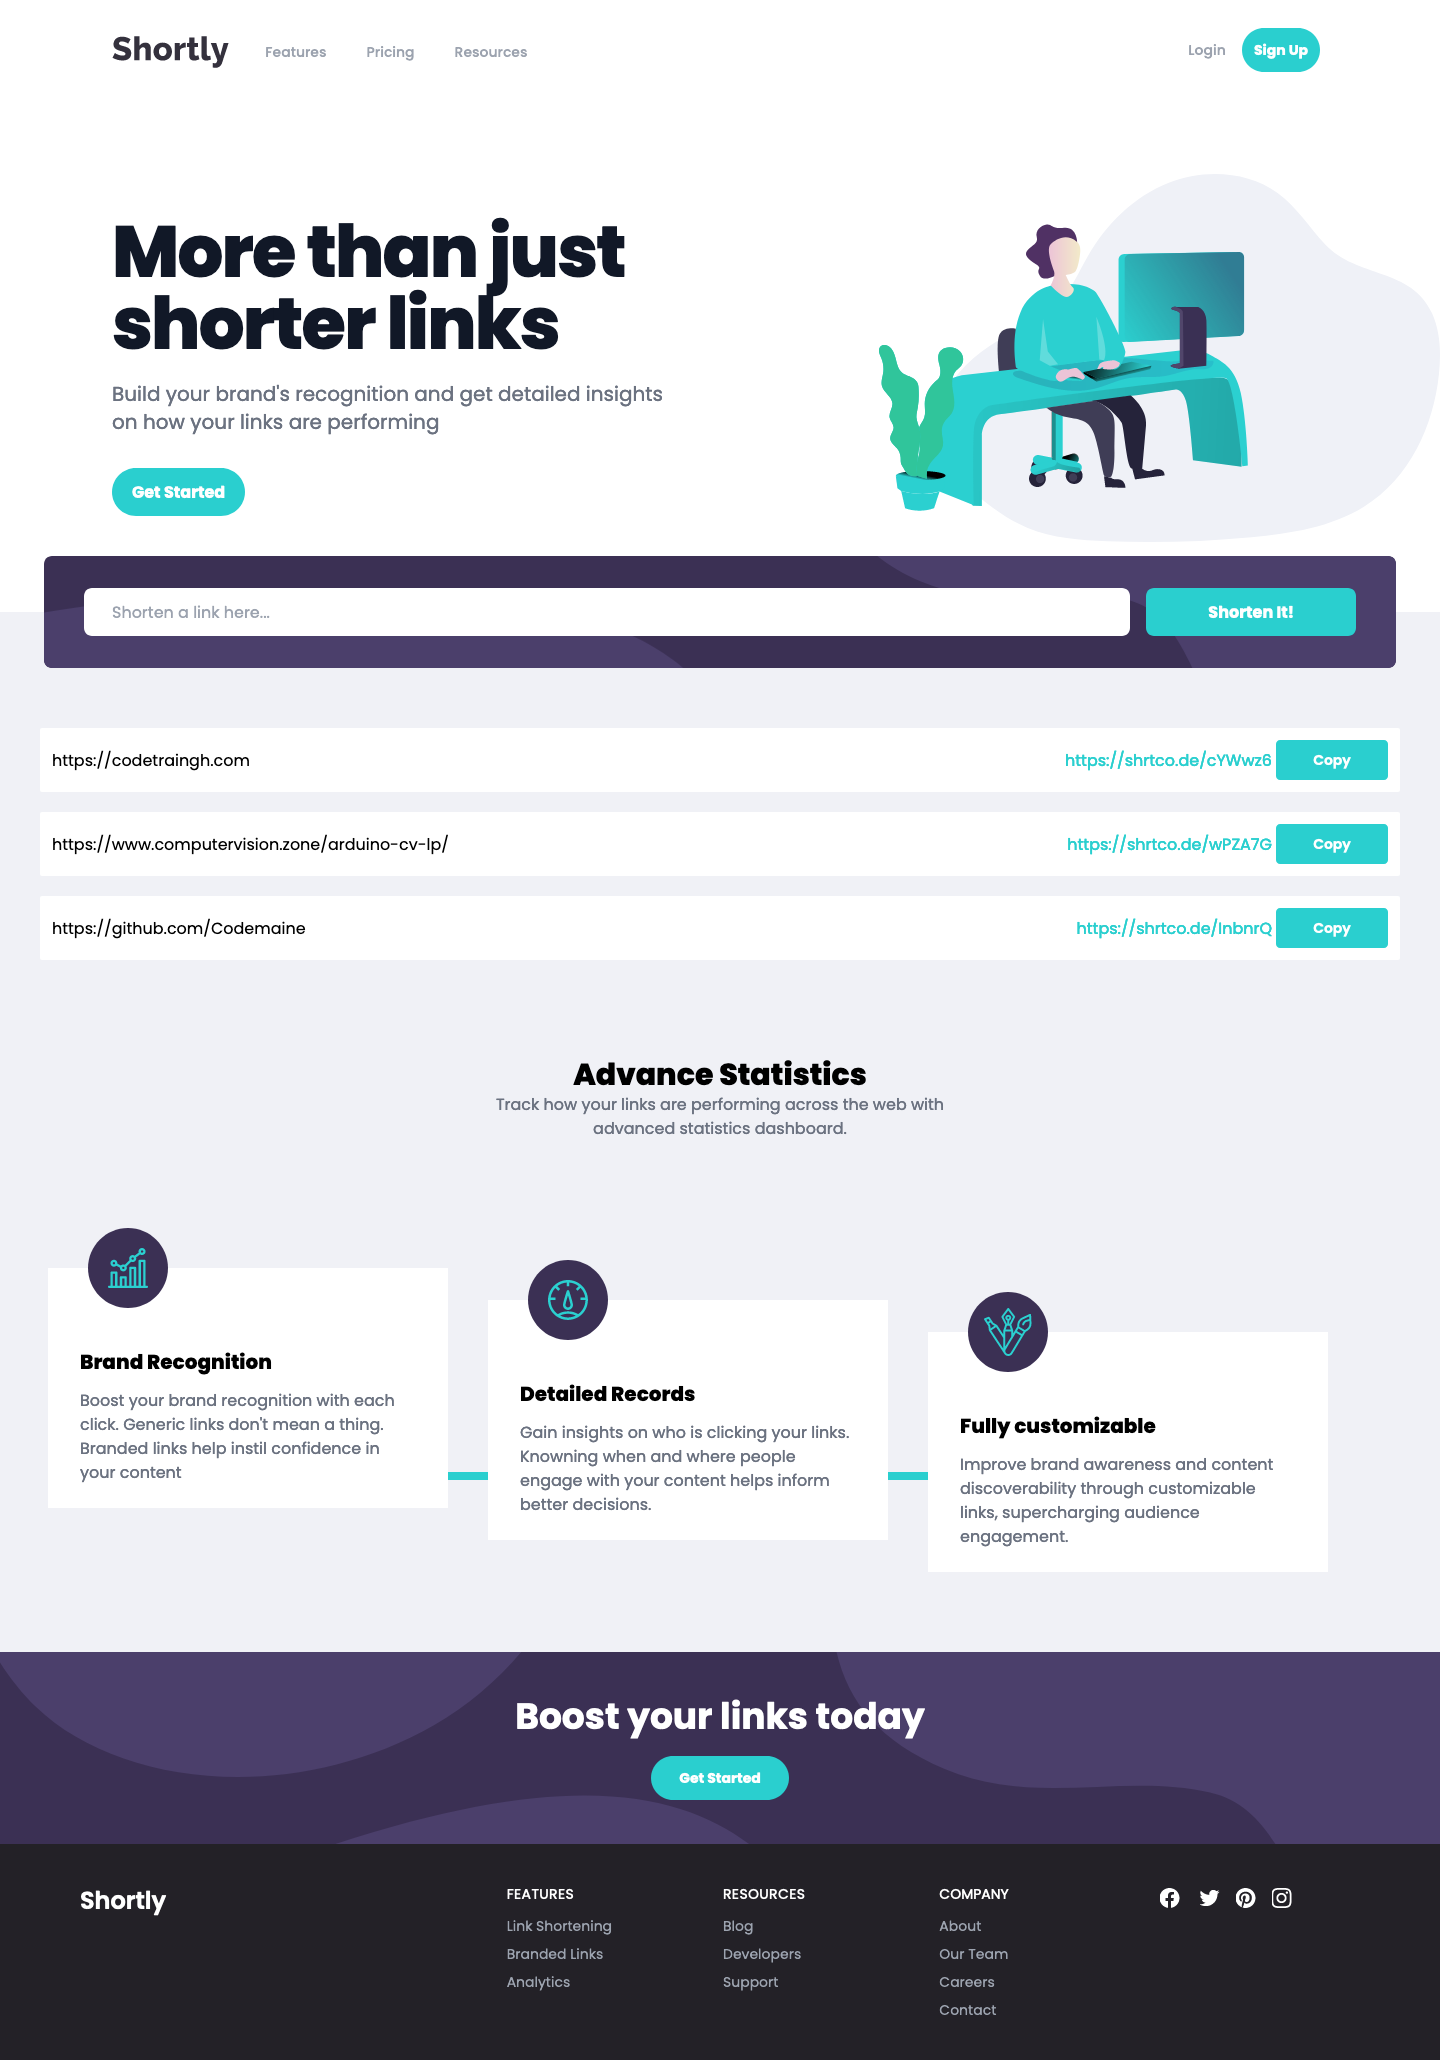 Shortly
Features
Pricing
Resources
Login
Sign Up
More than just
shorter links
Build your brand's recognition and get detailed insights
on how your links are performing
Get Started
Shorten a link here...
Shorten It!
https://codetraingh.com
https://shrtco.de/cYWwz6
Copy
https://www.computervision.zone/arduino-cv-lp/
https://shrtco.de/wPZA7G
Copy
https://github.com/Codemaine
https://shrtco.de/InbnrQ
Copy
Advance Statistics
Track how your links are performing across the web with
advanced statistics dashboard.
Brand Recognition
Boost your brand recognition with each
click. Generic links don't mean a thing.
Branded links help instil confidence in
your content
Detailed Records
Gain insights on who is clicking your links.
Knowning when and where people
engage with your content helps inform
better decisions.
Fully customizable
Improve brand awareness and content
discoverability through customizable
links, supercharging audience
engagement.
Boost your links today
Get Started
Shortly
FEATURES
Link Shortening
Branded Links
Analytics
RESOURCES
Blog
Developers
Support
COMPANY
About
Our Team
Careers
Contact